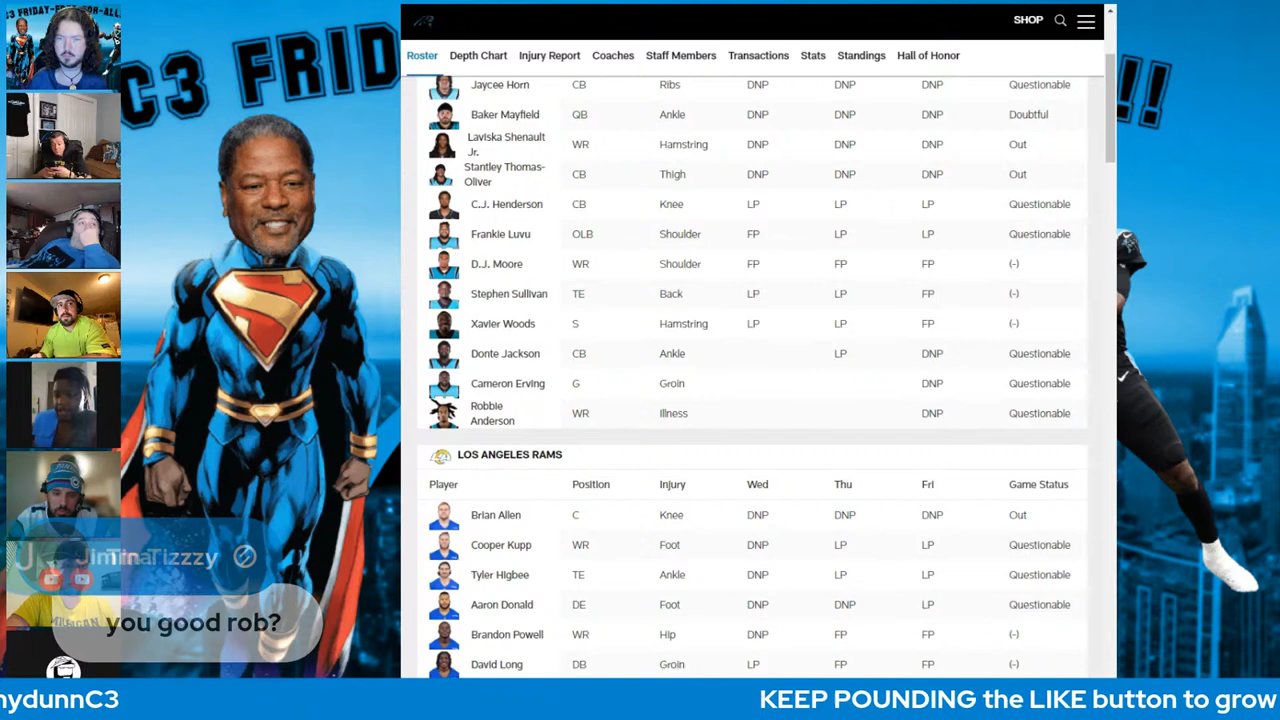 C3 FRIDAY-FREE-FOR-ALL!
C3 FRID
!!
SHOP
Roster Depth Chart Injury Report Coaches Staff Members Transactions Stats Standings Hall of Honor
Jaycee Horn CB Ribs DNP DNP DNP Questionable
Baker Mayfield QB Ankle DNP DNP DNP Doubtful
Laviska Shenault Jr. WR Hamstring DNP DNP DNP Out
Stantley Thomas-Oliver CB Thigh DNP DNP DNP Out
C.J. Henderson CB Knee LP LP LP Questionable
Frankie Luvu OLB Shoulder FP LP LP Questionable
D.J. Moore WR Shoulder FP FP FP (-)
Stephen Sullivan TE Back LP LP FP (-)
Xavier Woods S Hamstring LP LP FP (-)
Donte Jackson CB Ankle LP DNP Questionable
Cameron Erving G Groin DNP Questionable
Robbie Anderson WR Illness DNP Questionable
LOS ANGELES RAMS
Player Position Injury Wed Thu Fri Game Status
Brian Allen C Knee DNP DNP DNP Out
Cooper Kupp WR Foot DNP LP LP Questionable
Tyler Higbee TE Ankle DNP LP LP Questionable
Aaron Donald DE Foot DNP DNP LP Questionable
Brandon Powell WR Hip DNP FP FP (-)
David Long DB Groin LP FP FP (-)
you good rob?
nydunnC3
KEEP POUNDING the LIKE button to grow